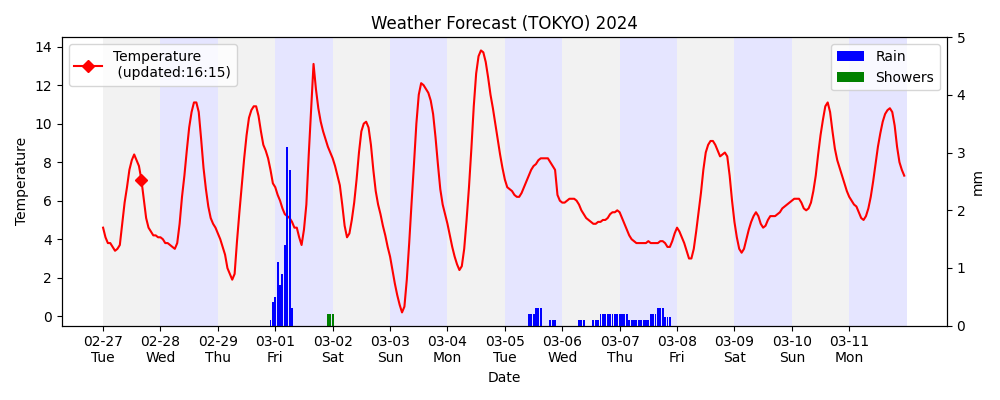 Weather Forecast (TOKYO) 2024
Temperature
(updated:16:15)
Rain
Showers
Temperature
14
12
10
8
6
4
2
0
5
4
3
2
1
0
mm
02-27 02-28 02-29 03-01 03-02 03-03 03-04 03-05 03-06 03-07 03-08 03-09 03-10 03-11
Tue Wed Thu Fri Sat Sun Mon Tue Wed Thu Fri Sat Sun Mon
Date